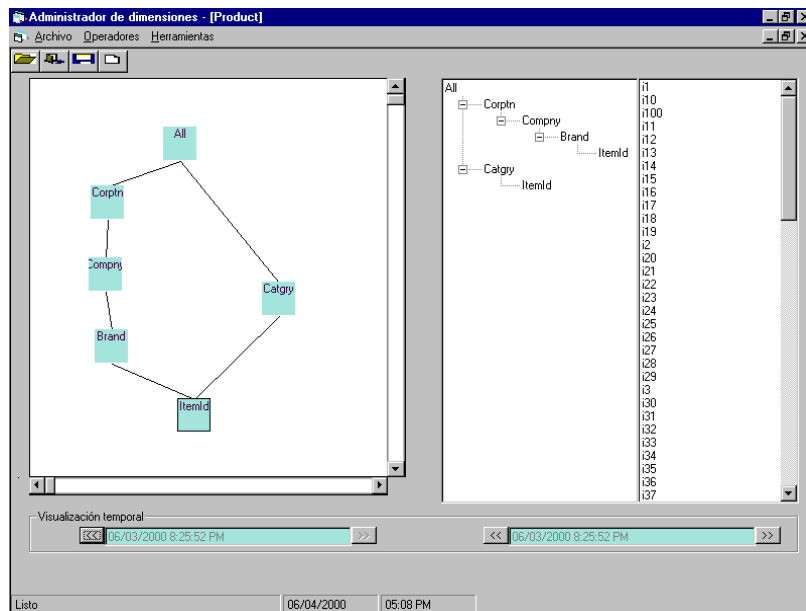 Administrador de dimensiones - [Product]
Archivo Operadores Herramientas
All
Corptn
Compny
Catgry
Brand
ItemId
All
Corptn
Compny
Brand
ItemId
Catgry
ItemId
i1
i10
i100
i11
i12
i13
i14
i15
i16
i17
i18
i19
i2
i20
i21
i22
i23
i24
i25
i26
i27
i28
i29
i3
i30
i31
i32
i33
i34
i35
i36
i37
Visualización temporal
<< 06/03/2000 8:25:52 PM >>
<< 06/03/2000 8:25:52 PM >>
Listo 06/04/2000 05:08 PM